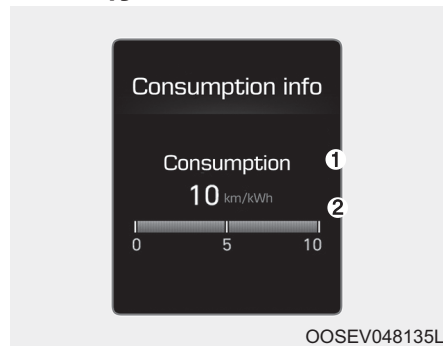 Consumption info
Consumption ①
10 km/kWh ②
0 5 10
OOSEV048135L